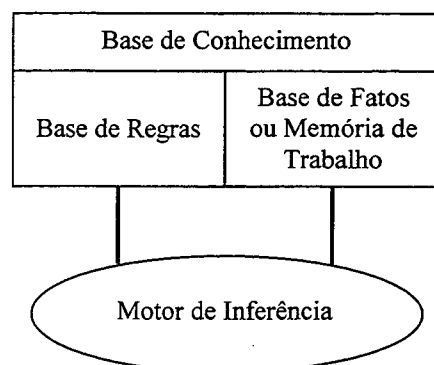 Base de Conhecimento
Base de Regras
Base de Fatos
ou Memória de
Trabalho
Motor de Inferência